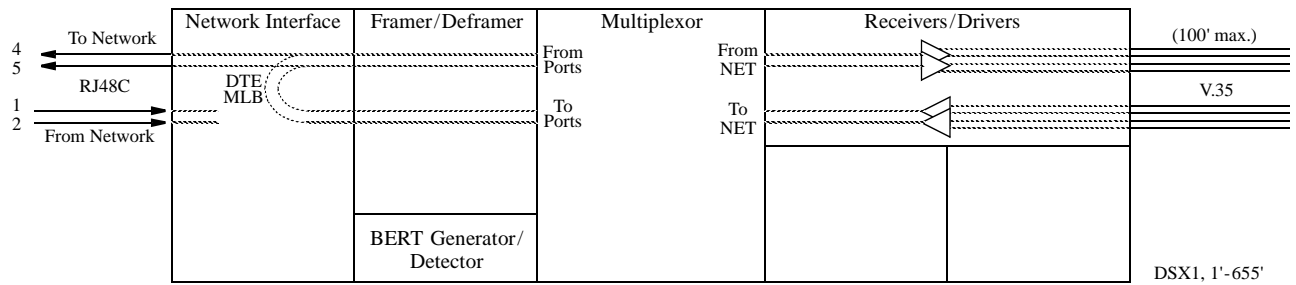 Network Interface
Framer/Deframer
Multiplexor
Receivers/Drivers
4
To Network
5
RJ48C
1
2
From Network
DTE
MLB
From
Ports
To
Ports
From
NET
To
NET
(100' max.)
V.35
BERT Generator/
Detector
DSX1, 1'-655'